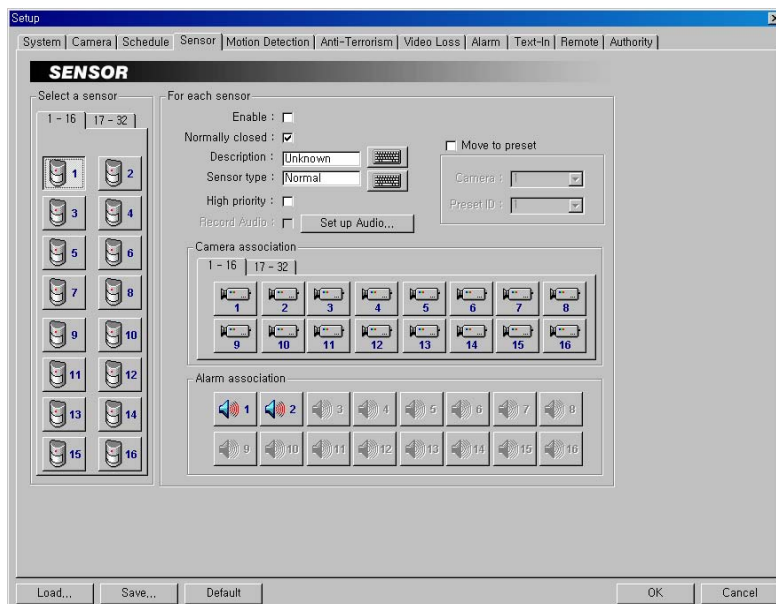 Setup
System | Camera | Schedule | Sensor | Motion Detection | Anti-Terrorism | Video Loss | Alarm | Text-In | Remote | Authority
SENSOR
Select a sensor
1 - 16 17 - 32
1 2
3 4
5 6
7 8
9 10
11 12
13 14
15 16
For each sensor
Enable :
Normally closed :
Description : Unknown
Sensor type : Normal
High priority :
Record Audio : Set up Audio...
Move to preset
Camera : 1
Preset ID : 1
Camera association
1 - 16 17 - 32
1 2 3 4 5 6 7 8
9 10 11 12 13 14 15 16
Alarm association
1 2 3 4 5 6 7 8
9 10 11 12 13 14 15 16
Load... Save... Default OK Cancel